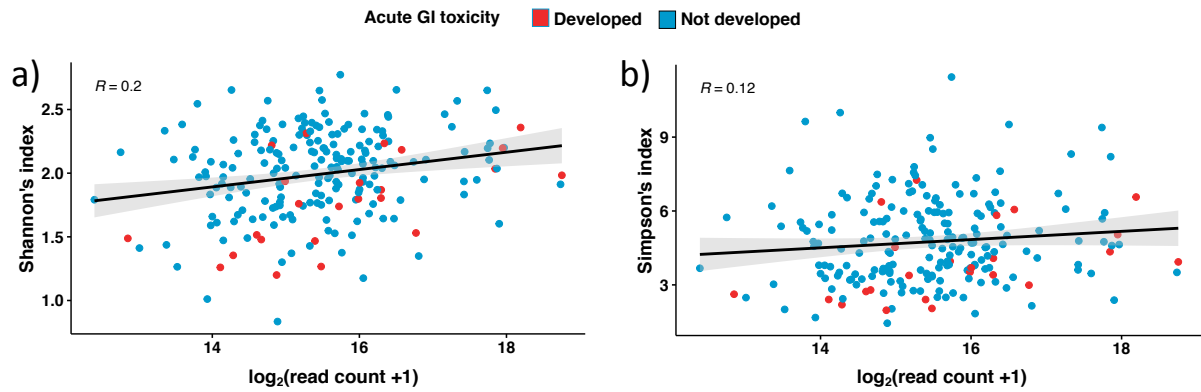 Acute GI toxicity Developed Not developed
a)
R = 0.2
Shannon's index
2.5
2.0
1.5
1.0
14 16 18
log2(read count +1)
b)
R = 0.12
Simpson's index
9
6
3
14 16 18
log2(read count +1)